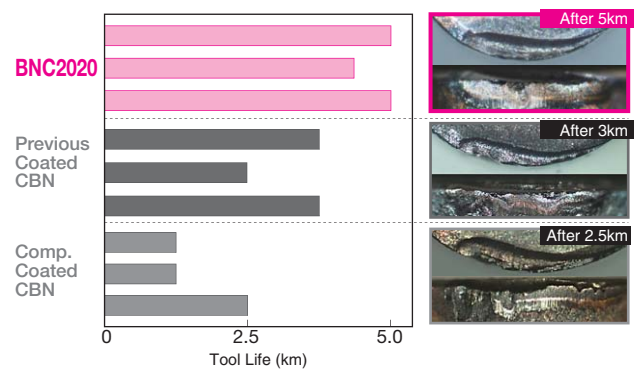 BNC2020
Previous
Coated
CBN
Comp.
Coated
CBN
0
2.5
5.0
Tool Life (km)
After 5km
After 3km
After 2.5km